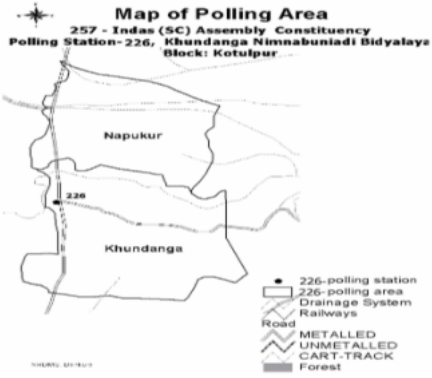 Map of Polling Area
257 - Indas (SC) Assembly Constituency
Polling Station-226, Khundanga Nimnabuniadi Bidyalaya
Block: Kotulpur
Napukur
226
Khundanga
226-polling station
226-polling area
Drainage System
Railways
Road
METALLED
UNMETALLED
CART-TRACK
Forest